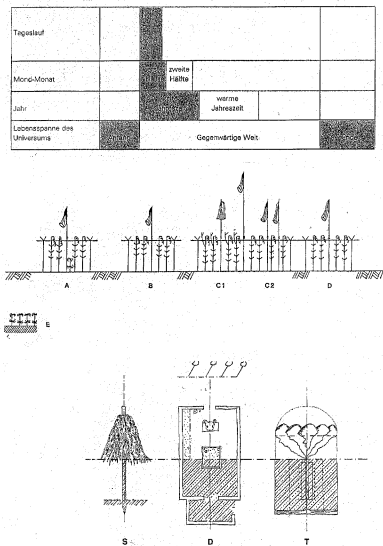 Tageslauf
Mond-Monat
zweite
Hälfte
Jahr
warme
Jahreszeit
Lebensspanne des
Universums
Gegenwärtige Welt
A
B
C1
C2
D
E
S
D
T